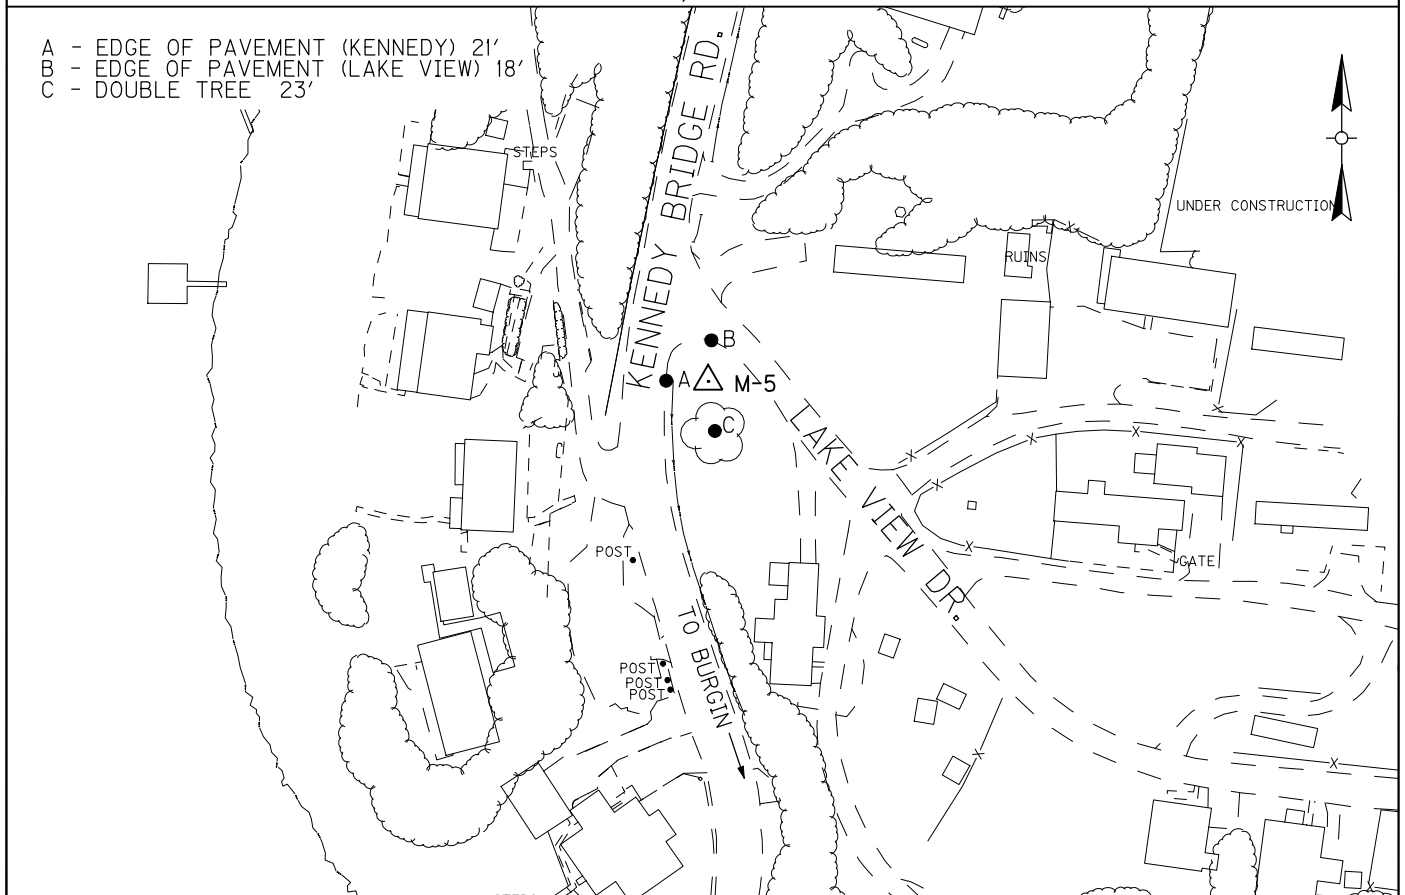 A - EDGE OF PAVEMENT (KENNEDY) 21'
B - EDGE OF PAVEMENT (LAKE VIEW) 18'
C - DOUBLE TREE 23'
STEPS
KENNEDY BRIDGE RD.
UNDER CONSTRUCTION
RUINS
B
A
M-5
C
LAKE VIEW DR.
POST
GATE
TO BURGIN
POST
POST
POST